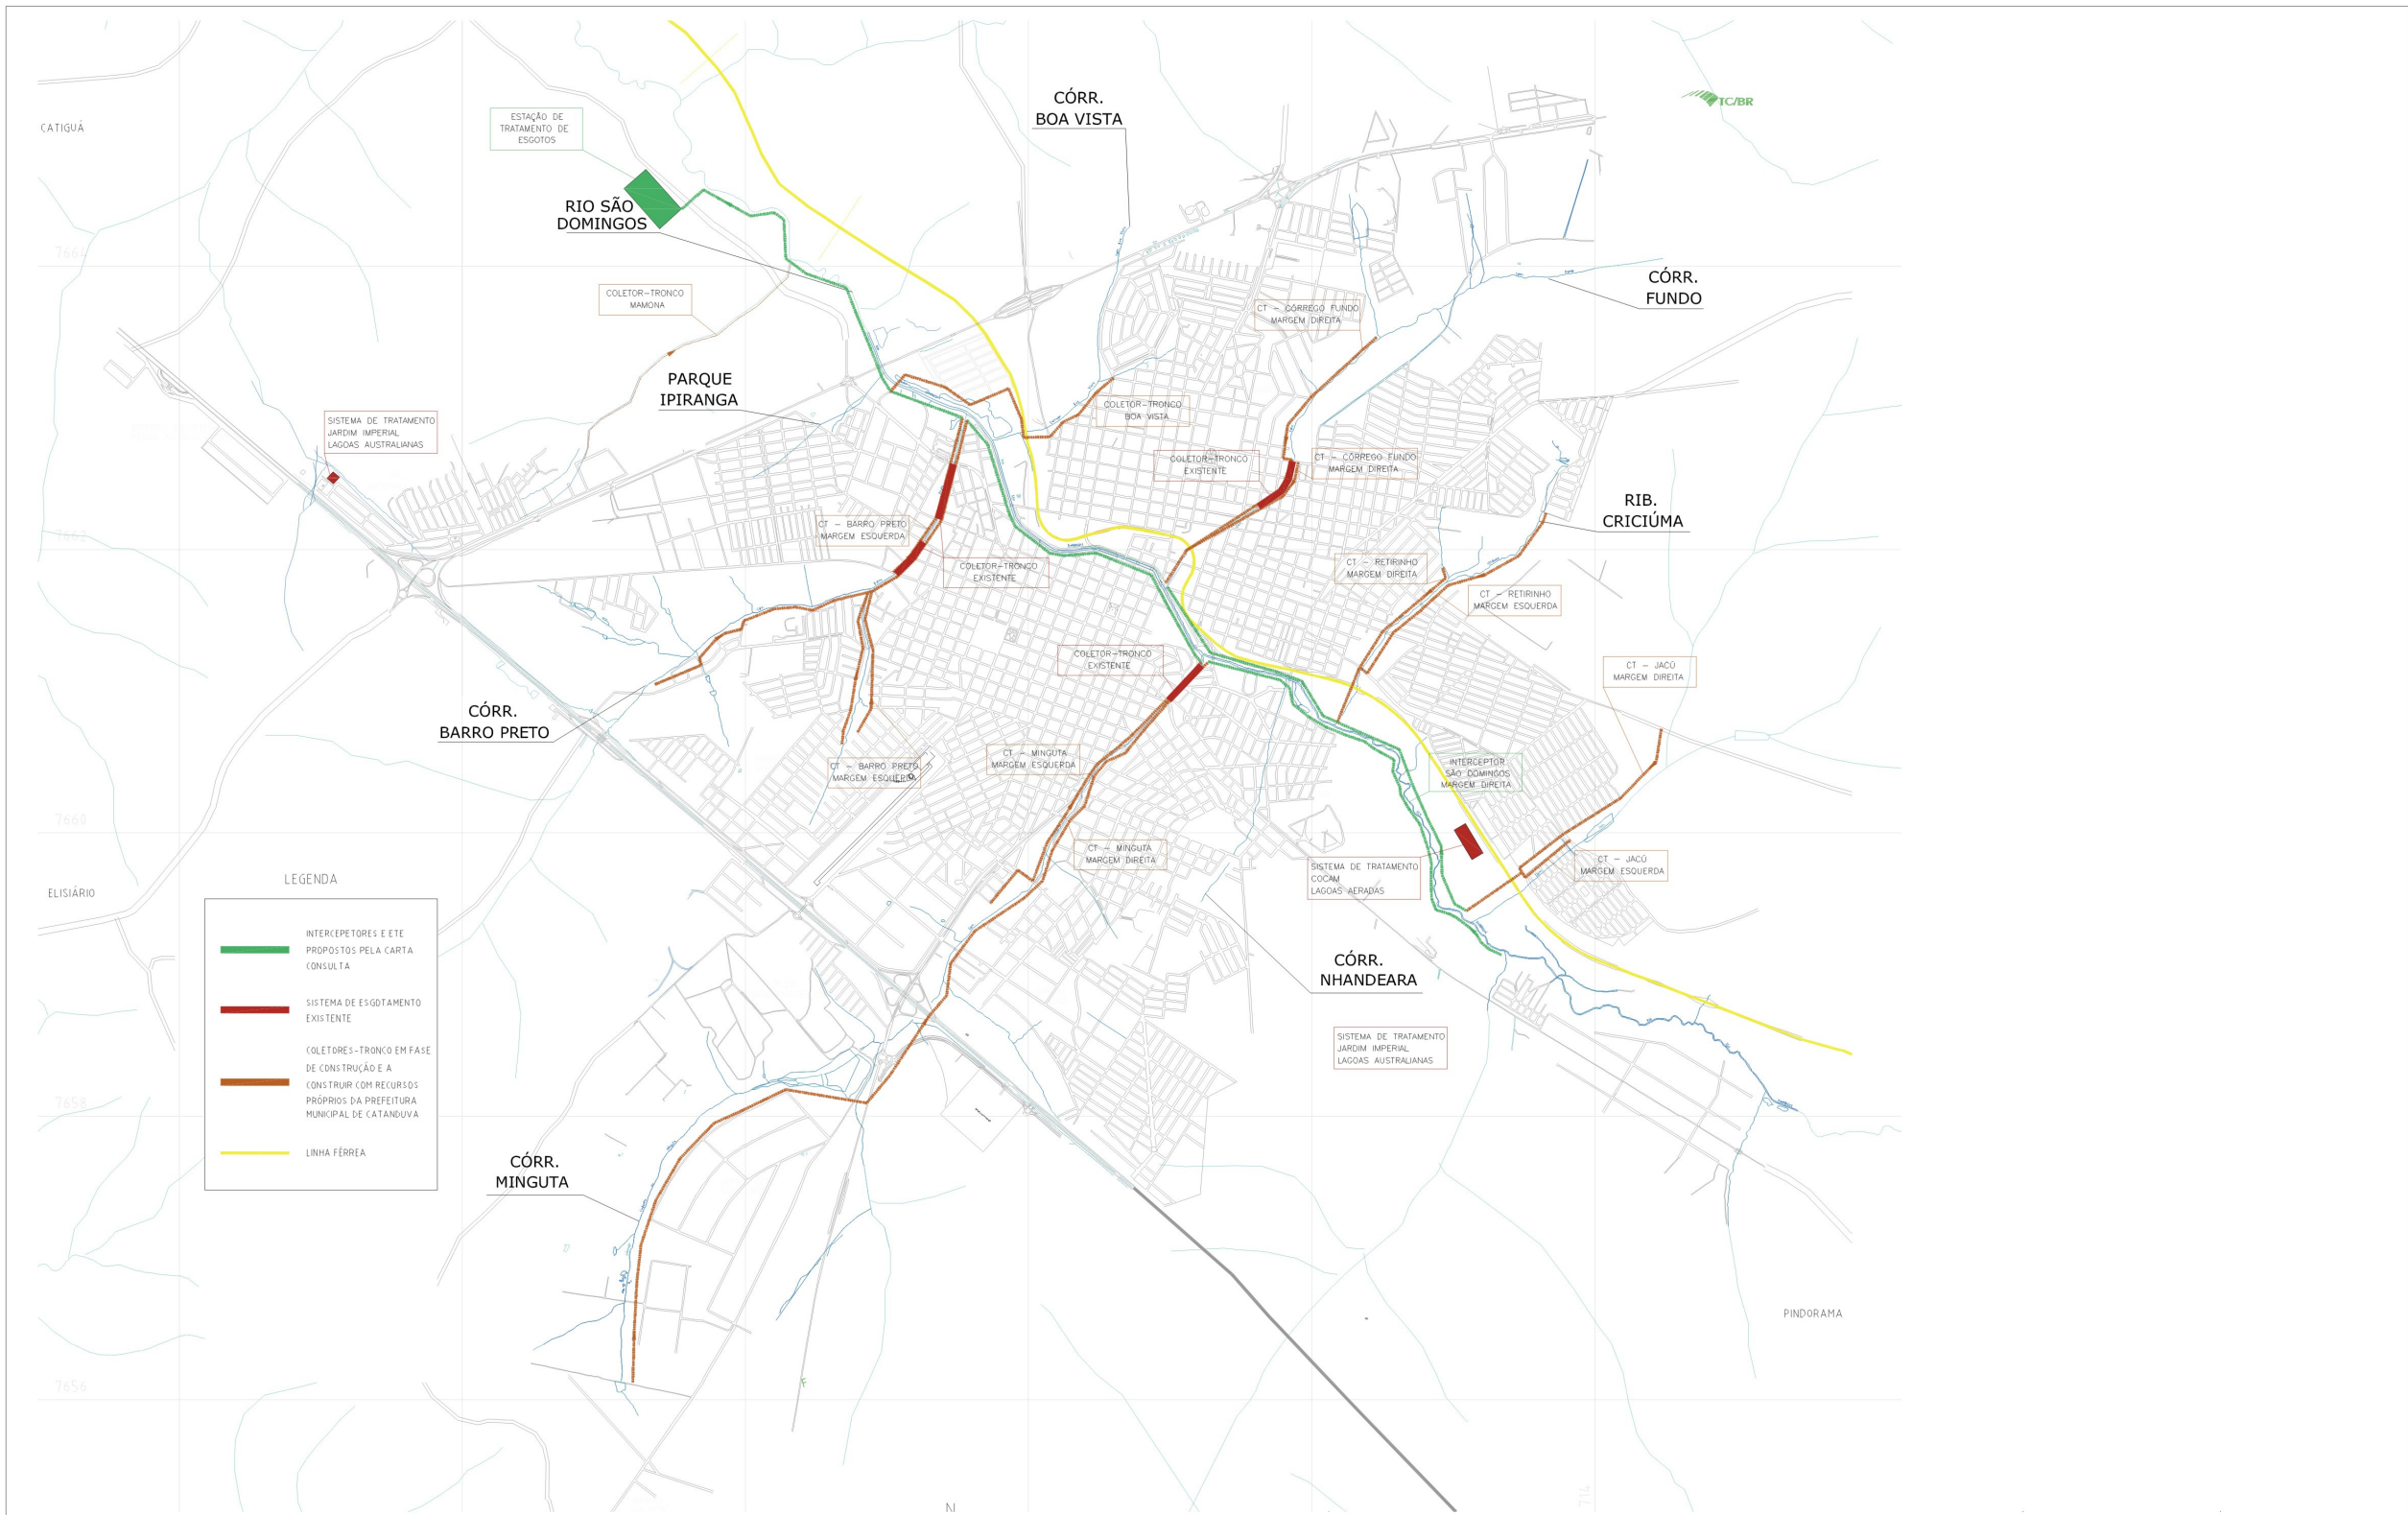 CÓRR.
BOA VISTA
TC/BR
CATIGUÁ
ESTAÇÃO DE
TRATAMENTO DE
ESGOTOS
RIO SÃO
DOMINGOS
7664
CÓRR.
FUNDO
COLETOR-TRONCO
MAMONA
CT - CÓRREGO FUNDO
MARGEM DIREITA
PARQUE
IPIRANGA
COLETOR-TRONCO
BOA VISTA
SISTEMA DE TRATAMENTO
JARDIM IMPERIAL
LAGOAS AUSTRALIANAS
COLETOR-TRONCO
EXISTENTE
CT - CÓRREGO FUNDO
MARGEM DIREITA
RIB.
CRICIÚMA
CT - BARRO PRETO
MARGEM ESQUERDA
7662
COLETOR-TRONCO
EXISTENTE
CT - RETIRINHO
MARGEM DIREITA
CT - RETIRINHO
MARGEM ESQUERDA
COLETOR-TRONCO
EXISTENTE
CT - JACÚ
MARGEM DIREITA
CÓRR.
BARRO PRETO
CT - MINGUTA
MARGEM ESQUERDA
CT - BARRO PRETO
MARGEM ESQUERDA
INTERCEPTOR
SÃO DOMINGOS
MARGEM DIREITA
7660
CT - MINGUTA
MARGEM DIREITA
SISTEMA DE TRATAMENTO
COCAM
LAGOAS AERADAS
CT - JACÚ
MARGEM ESQUERDA
ELISIÁRIO
LEGENDA
INTERCEPETORES E ETE
PROPOSTOS PELA CARTA
CONSULTA
SISTEMA DE ESGOTAMENTO
EXISTENTE
COLETORES-TRONCO EM FASE
DE CONSTRUÇÃO E A
CONSTRUIR COM RECURSOS
PRÓPRIOS DA PREFEITURA
MUNICIPAL DE CATANDUVA
LINHA FÉRREA
CÓRR.
NHANDEARA
SISTEMA DE TRATAMENTO
JARDIM IMPERIAL
LAGOAS AUSTRALIANAS
7658
CÓRR.
MINGUTA
PINDORAMA
7656
F
N
714